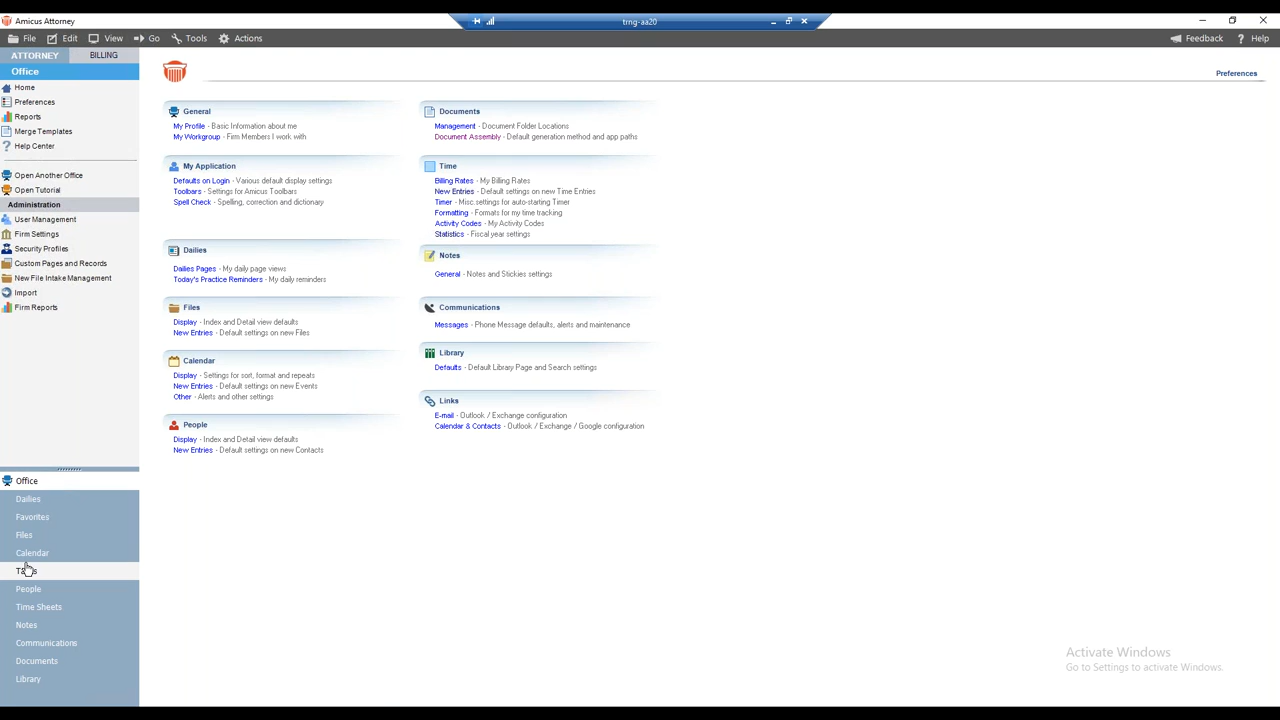 Amicus Attorney
trng-aa20
File Edit View Go Tools Actions Feedback Help
ATTORNEY BILLING
Office
Home
Preferences
Reports
Merge Templates
Help Center
Open Another Office
Open Tutorial
Administration
User Management
Firm Settings
Security Profiles
Custom Pages and Records
New File Intake Management
Import
Firm Reports
Office
Dailies
Favorites
Files
Calendar
People
Time Sheets
Notes
Communications
Documents
Library
Preferences
General
My Profile - Basic Information about me
My Workgroup - Firm Members I work with
My Application
Defaults on Login - Various default display settings
Toolbars - Settings for Amicus Toolbars
Spell Check - Spelling, correction and dictionary
Dailies
Dailies Pages - My daily page views
Today's Practice Reminders - My daily reminders
Files
Display - Index and Detail view defaults
New Entries - Default settings on new Files
Calendar
Display - Settings for sort, format and repeats
New Entries - Default settings on new Events
Other - Alerts and other settings
People
Display - Index and Detail view defaults
New Entries - Default settings on new Contacts
Documents
Management - Document Folder Locations
Document Assembly - Default generation method and app paths
Time
Billing Rates - My Billing Rates
New Entries - Default settings on new Time Entries
Timer - Misc. settings for auto-starting Timer
Formatting - Formats for my time tracking
Activity Codes - My Activity Codes
Statistics - Fiscal year settings
Notes
General - Notes and Stickies settings
Communications
Messages - Phone Message defaults, alerts and maintenance
Library
Defaults - Default Library Page and Search settings
Links
E-mail - Outlook / Exchange configuration
Calendar & Contacts - Outlook / Exchange / Google configuration
Activate Windows
Go to Settings to activate Windows.